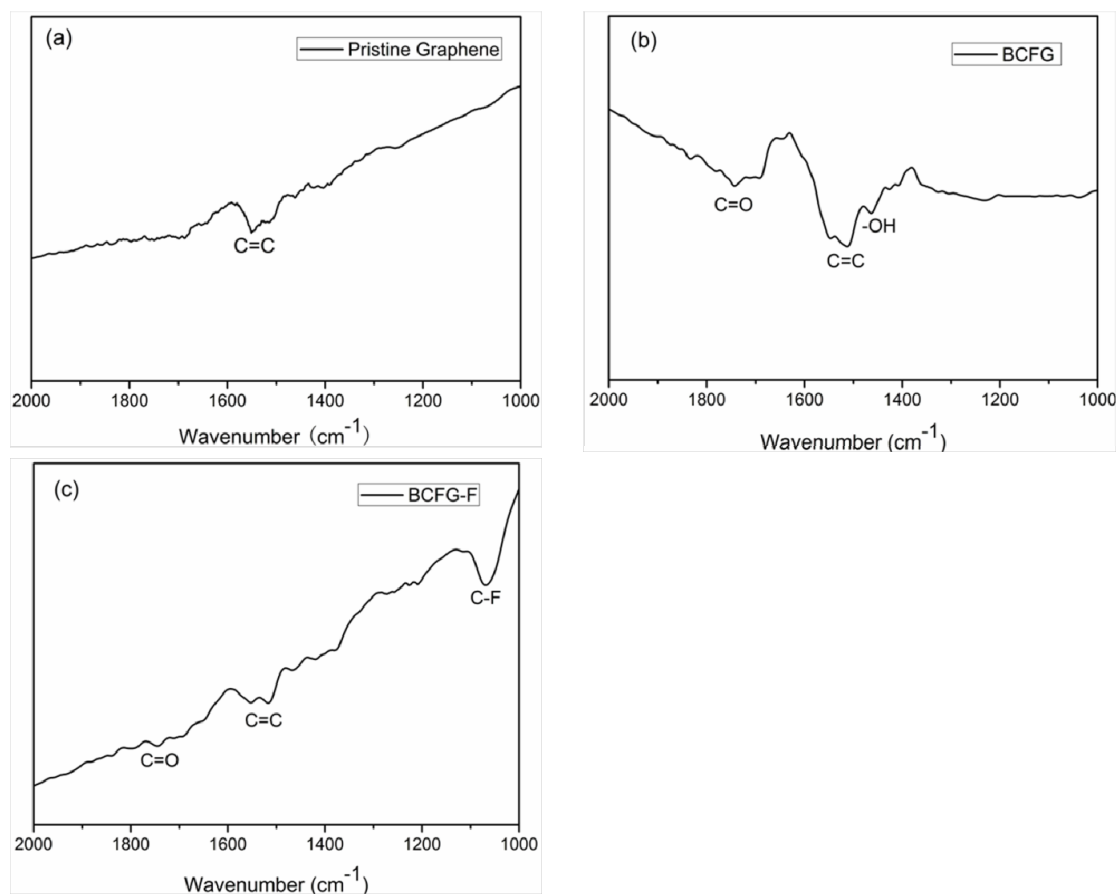 (a)
Pristine Graphene
C=C
2000 1800 1600 1400 1200 1000
Wavenumber (cm⁻¹)
(b)
BCFG
C=O
-OH
C=C
2000 1800 1600 1400 1200 1000
Wavenumber (cm⁻¹)
(c)
BCFG-F
C-F
C=C
C=O
2000 1800 1600 1400 1200 1000
Wavenumber (cm⁻¹)